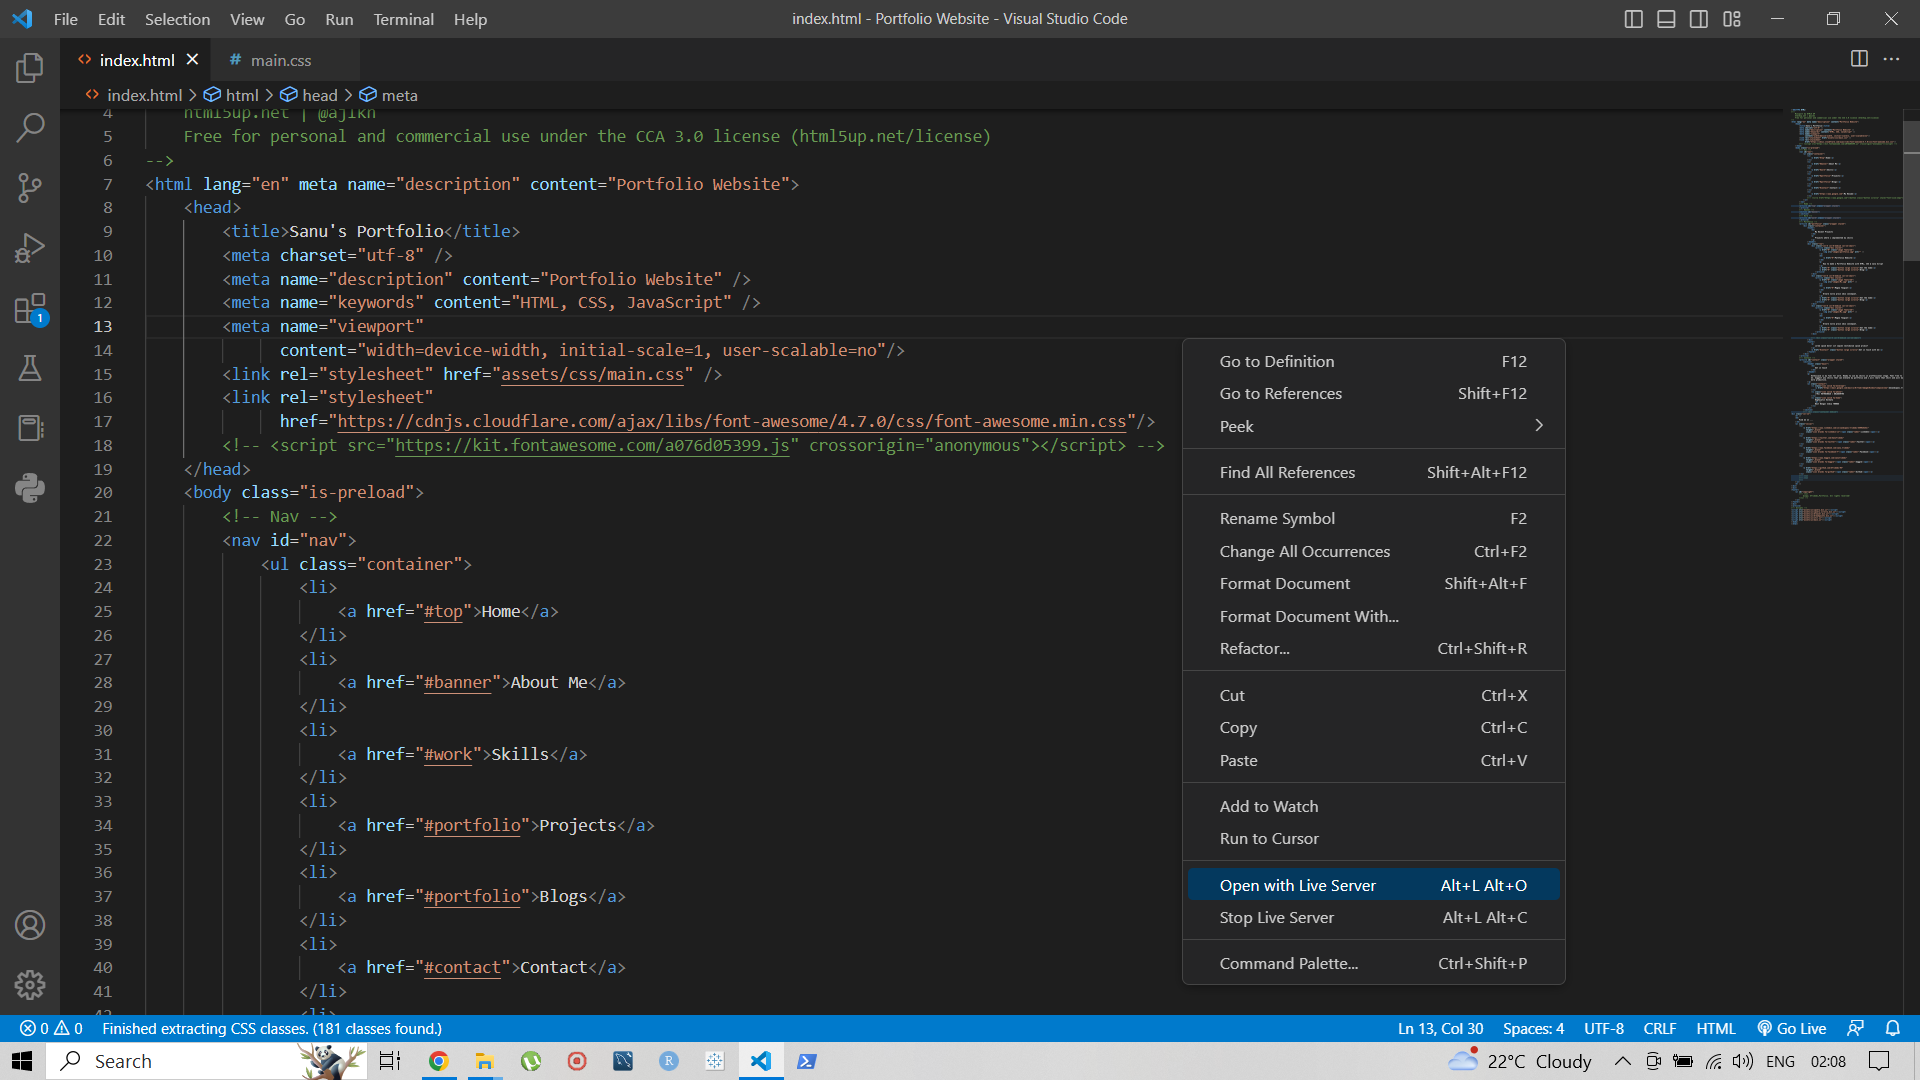 File Edit Selection View Go Run Terminal Help
index.html - Portfolio Website - Visual Studio Code
index.html
# main.css
index.html > html > head > meta
4 html5up.net | @ajlkn
5 Free for personal and commercial use under the CCA 3.0 license (html5up.net/license)
6 -->
7 <html lang="en" meta name="description" content="Portfolio Website">
8 <head>
9 <title>Sanu's Portfolio</title>
10 <meta charset="utf-8" />
11 <meta name="description" content="Portfolio Website" />
12 <meta name="keywords" content="HTML, CSS, JavaScript" />
13 <meta name="viewport"
14 content="width=device-width, initial-scale=1, user-scalable=no"/>
15 <link rel="stylesheet" href="assets/css/main.css" />
16 <link rel="stylesheet"
17 href="https://cdnjs.cloudflare.com/ajax/libs/font-awesome/4.7.0/css/font-awesome.min.css"/>
18 <!-- <script src="https://kit.fontawesome.com/a076d05399.js" crossorigin="anonymous"></script> -->
19 </head>
20 <body class="is-preload">
21 <!-- Nav -->
22 <nav id="nav">
23 <ul class="container">
24 <li>
25 <a href="#top">Home</a>
26 </li>
27 <li>
28 <a href="#banner">About Me</a>
29 </li>
30 <li>
31 <a href="#work">Skills</a>
32 </li>
33 <li>
34 <a href="#portfolio">Projects</a>
35 </li>
36 <li>
37 <a href="#portfolio">Blogs</a>
38 </li>
39 <li>
40 <a href="#contact">Contact</a>
41 </li>
42 <li>
Go to Definition F12
Go to References Shift+F12
Peek
Find All References Shift+Alt+F12
Rename Symbol F2
Change All Occurrences Ctrl+F2
Format Document Shift+Alt+F
Format Document With...
Refactor... Ctrl+Shift+R
Cut Ctrl+X
Copy Ctrl+C
Paste Ctrl+V
Add to Watch
Run to Cursor
Open with Live Server Alt+L Alt+O
Stop Live Server Alt+L Alt+C
Command Palette... Ctrl+Shift+P
1
0 0 Finished extracting CSS classes. (181 classes found.)
Ln 13, Col 30 Spaces: 4 UTF-8 CRLF HTML Go Live
Search
R
22°C Cloudy
ENG 02:08